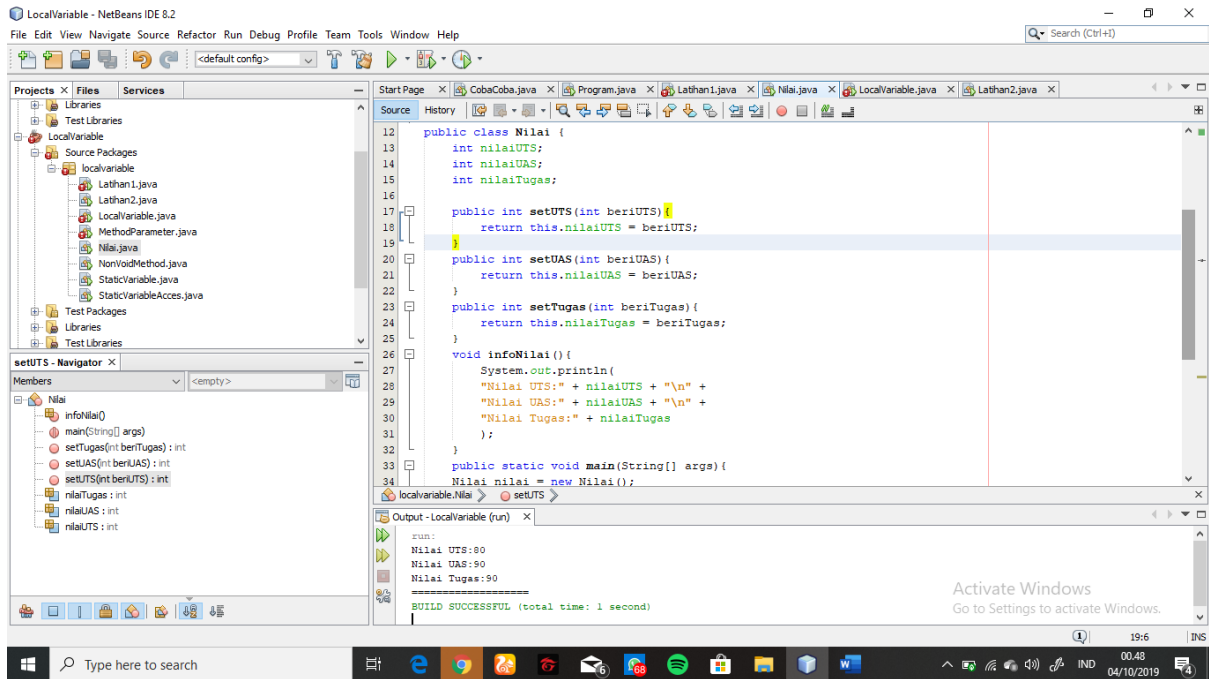 LocalVariable - NetBeans IDE 8.2
File Edit View Navigate Source Refactor Run Debug Profile Team Tools Window Help
Search (Ctrl+I)
<default config>
Projects Files Services
Libraries
Test Libraries
LocalVariable
Source Packages
localvariable
Latihan1.java
Latihan2.java
LocalVariable.java
MethodParameter.java
Nilai.java
NonVoidMethod.java
StaticVariable.java
StaticVariableAcces.java
Test Packages
Libraries
Test Libraries
setUTS - Navigator
Members <empty>
Nilai
infoNilai()
main(String[] args)
setTugas(int beriTugas) : int
setUAS(int beriUAS) : int
setUTS(int beriUTS) : int
nilaiTugas : int
nilaiUAS : int
nilaiUTS : int
Start Page CobaCoba.java Program.java Latihan1.java Nilai.java LocalVariable.java Latihan2.java
Source History
12 public class Nilai {
13 int nilaiUTS;
14 int nilaiUAS;
15 int nilaiTugas;
16
17 public int setUTS(int beriUTS){
18 return this.nilaiUTS = beriUTS;
19 }
20 public int setUAS(int beriUAS){
21 return this.nilaiUAS = beriUAS;
22 }
23 public int setTugas(int beriTugas){
24 return this.nilaiTugas = beriTugas;
25 }
26 void infoNilai(){
27 System.out.println(
28 "Nilai UTS:" + nilaiUTS + "\n" +
29 "Nilai UAS:" + nilaiUAS + "\n" +
30 "Nilai Tugas:" + nilaiTugas
31 );
32 }
33 public static void main(String[] args){
34 Nilai nilai = new Nilai();
localvariable.Nilai setUTS
Output - LocalVariable (run)
run:
Nilai UTS:80
Nilai UAS:90
Nilai Tugas:90
===================
BUILD SUCCESSFUL (total time: 1 second)
Activate Windows
Go to Settings to activate Windows.
1 19:6 INS
Type here to search
6
68
IND
00.48
04/10/2019
4